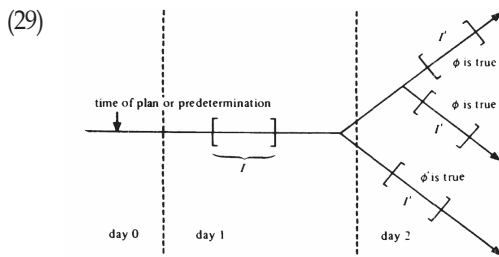 (29)
I'
φ is true
time of plan or predetermination
φ is true
I'
I
φ' is true
I'
day 0
day 1
day 2